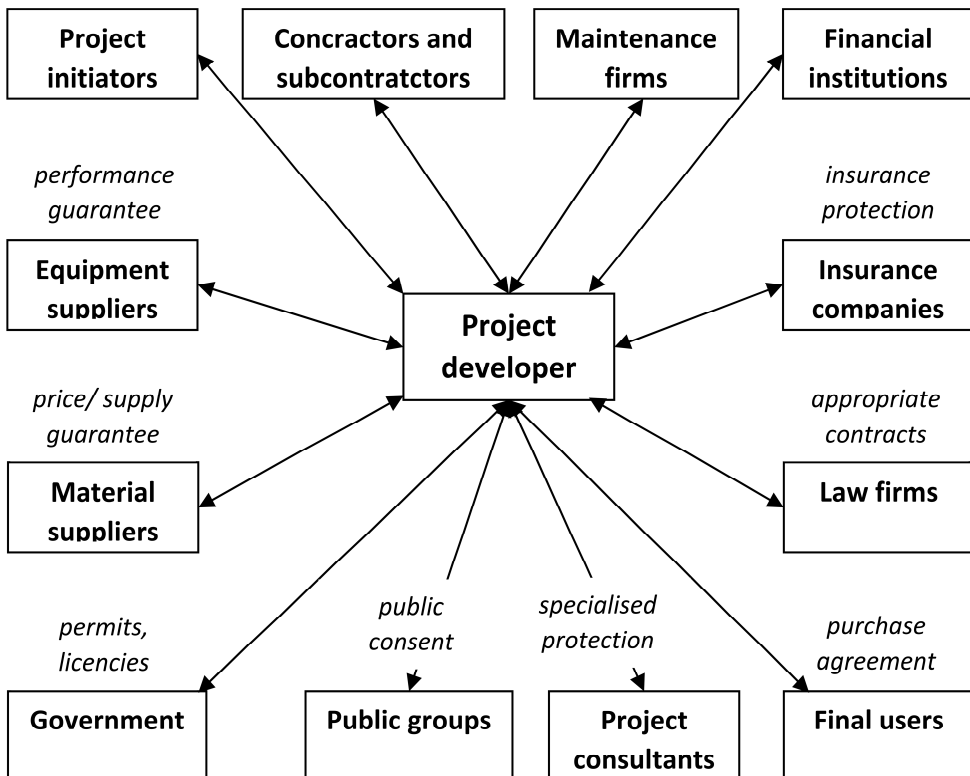 Project
initiators
Concractors and
subcontratctors
Maintenance
firms
Financial
institutions
performance
guarantee
insurance
protection
Equipment
suppliers
Insurance
companies
Project
developer
price/ supply
guarantee
appropriate
contracts
Material
suppliers
Law firms
permits,
licencies
public
consent
specialised
protection
purchase
agreement
Government
Public groups
Project
consultants
Final users